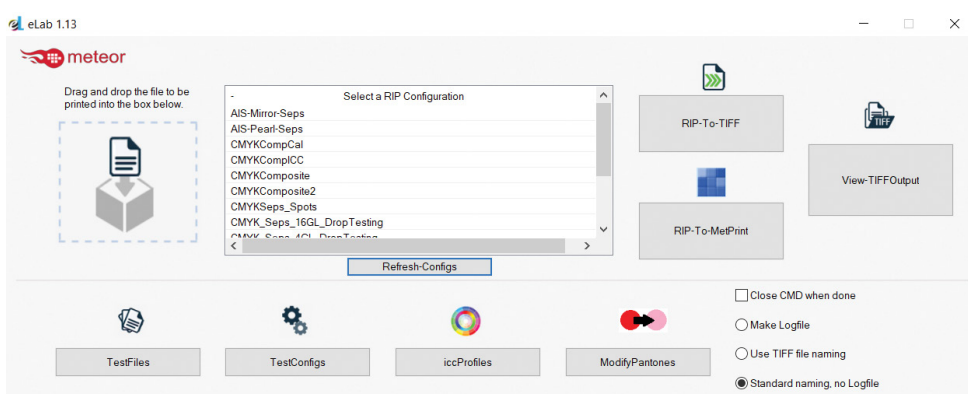 eLab 1.13
meteor
Drag and drop the file to be
printed into the box below.
-
Select a RIP Configuration
AIS-Mirror-Seps
AIS-Pearl-Seps
CMYKCompCal
CMYKCompICC
CMYKComposite
CMYKComposite2
CMYKSeps_Spots
CMYK_Seps_16GL_DropTesting
CMYK_Seps_4GL_DropTesting
Refresh-Configs
RIP-To-TIFF
RIP-To-MetPrint
TIFF
View-TIFFOutput
TestFiles
TestConfigs
iccProfiles
ModifyPantones
Close CMD when done
Make Logfile
Use TIFF file naming
Standard naming, no Logfile